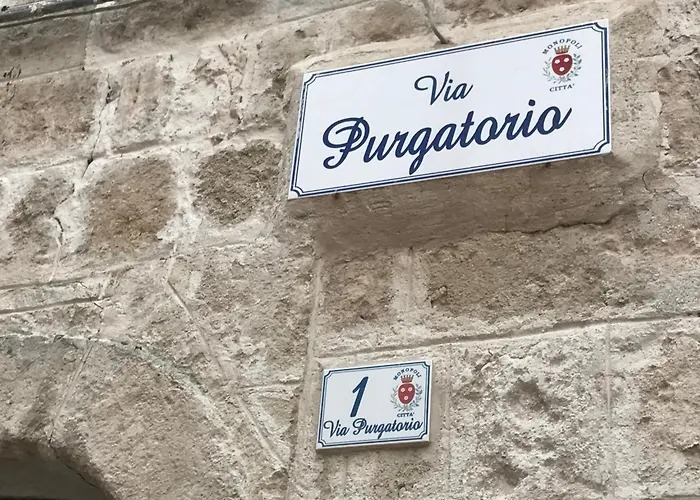 MONOPOLI
CITTA'
Via
Purgatorio
1
MONOPOLI
CITTA'
Via Purgatorio